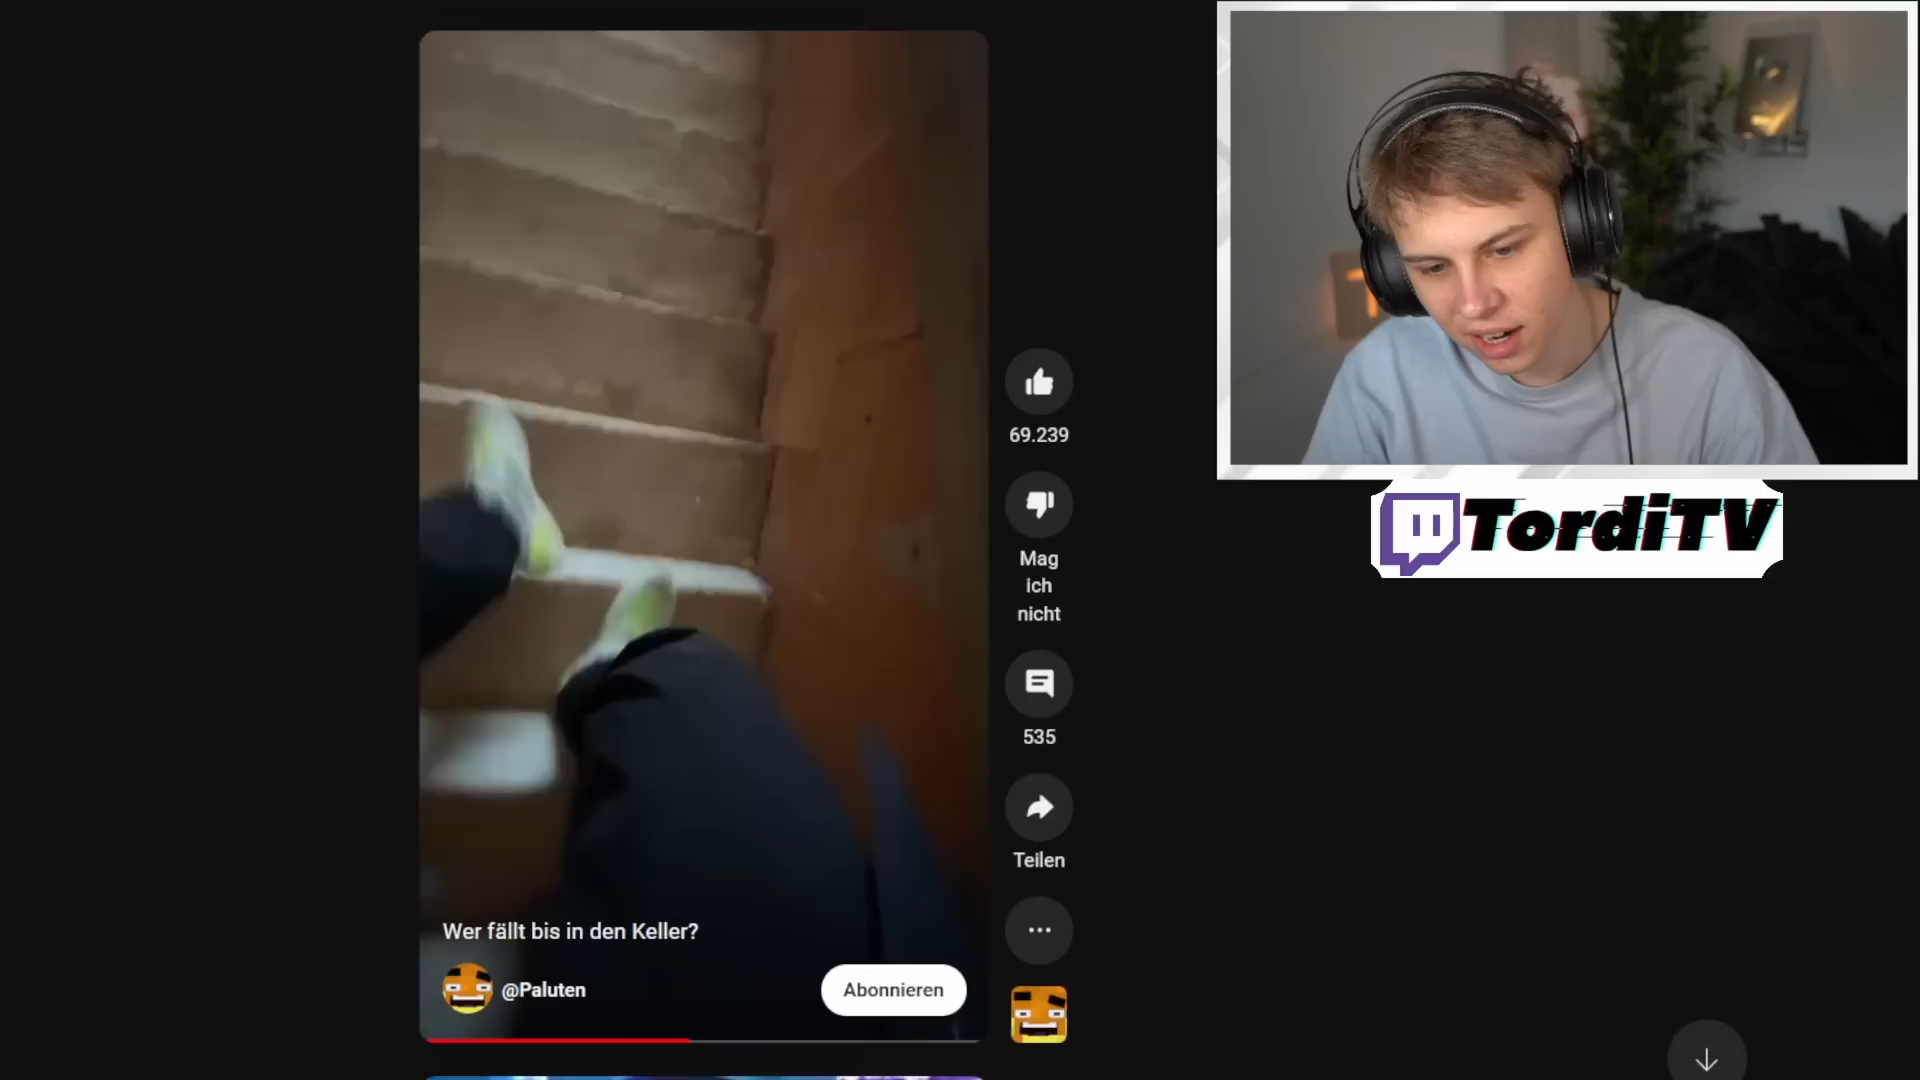 69.239
Mag
ich
nicht
535
Teilen
Wer fällt bis in den Keller?
@Paluten
Abonnieren
TordiTV